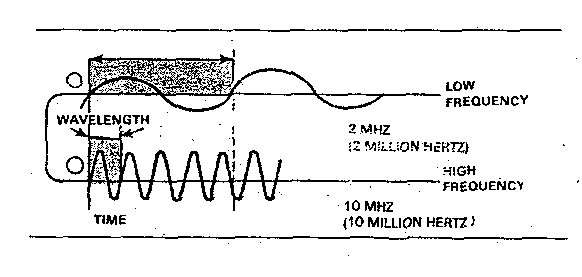 LOW
FREQUENCY
WAVELENGTH
2 MHZ
(2 MILLION HERTZ)
HIGH
FREQUENCY
10 MHZ
(10 MILLION HERTZ)
TIME